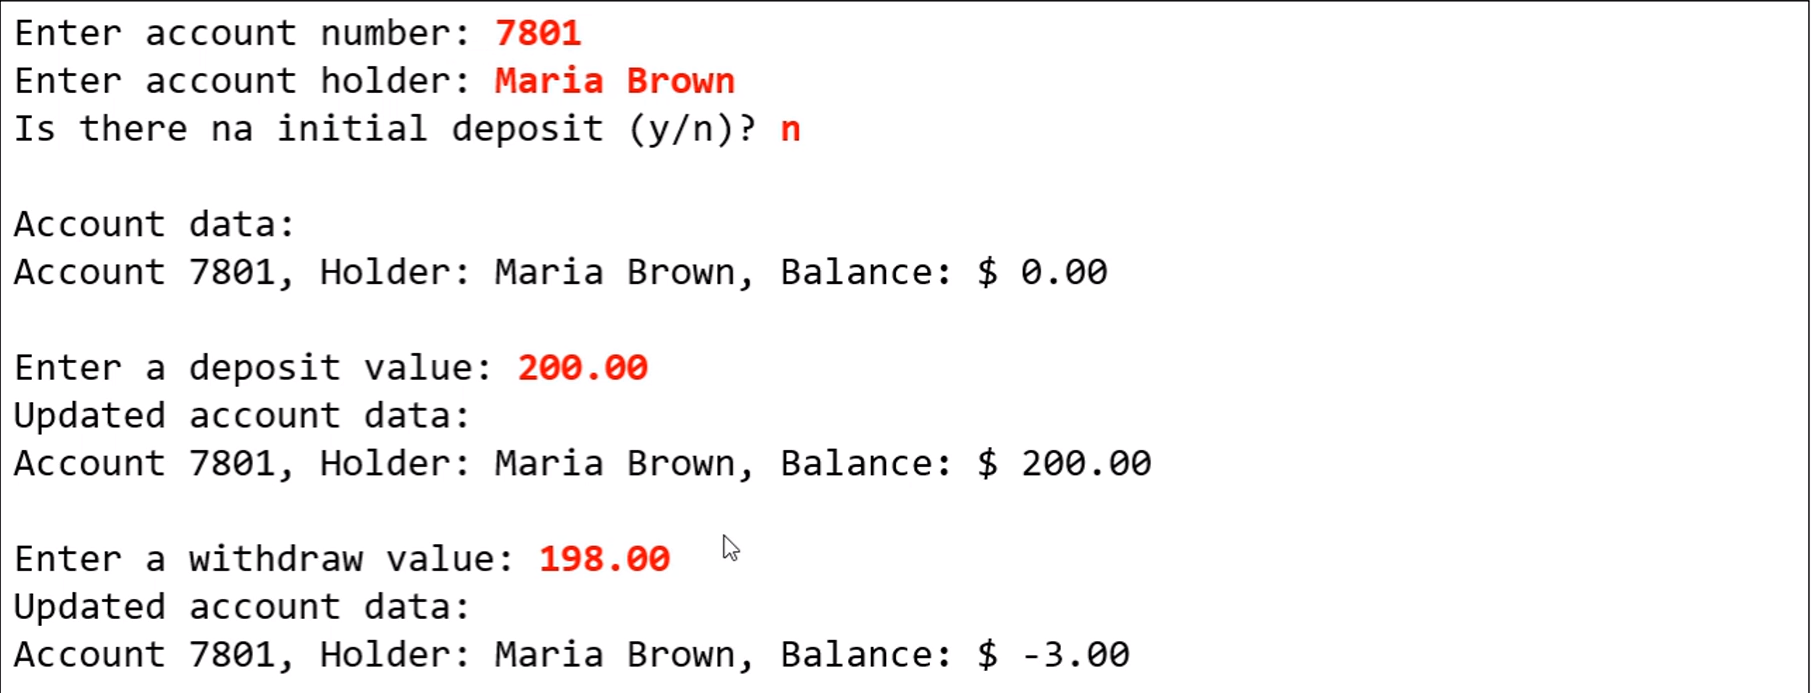 Enter account number: 7801
Enter account holder: Maria Brown
Is there na initial deposit (y/n)? n
Account data:
Account 7801, Holder: Maria Brown, Balance: $ 0.00
Enter a deposit value: 200.00
Updated account data:
Account 7801, Holder: Maria Brown, Balance: $ 200.00
Enter a withdraw value: 198.00
Updated account data:
Account 7801, Holder: Maria Brown, Balance: $ -3.00